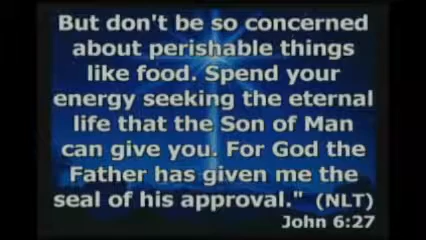 But don't be so concerned
about perishable things
like food. Spend your
energy seeking the eternal
life that the Son of Man
can give you. For God the
Father has given me the
seal of his approval." (NLT)
John 6:27